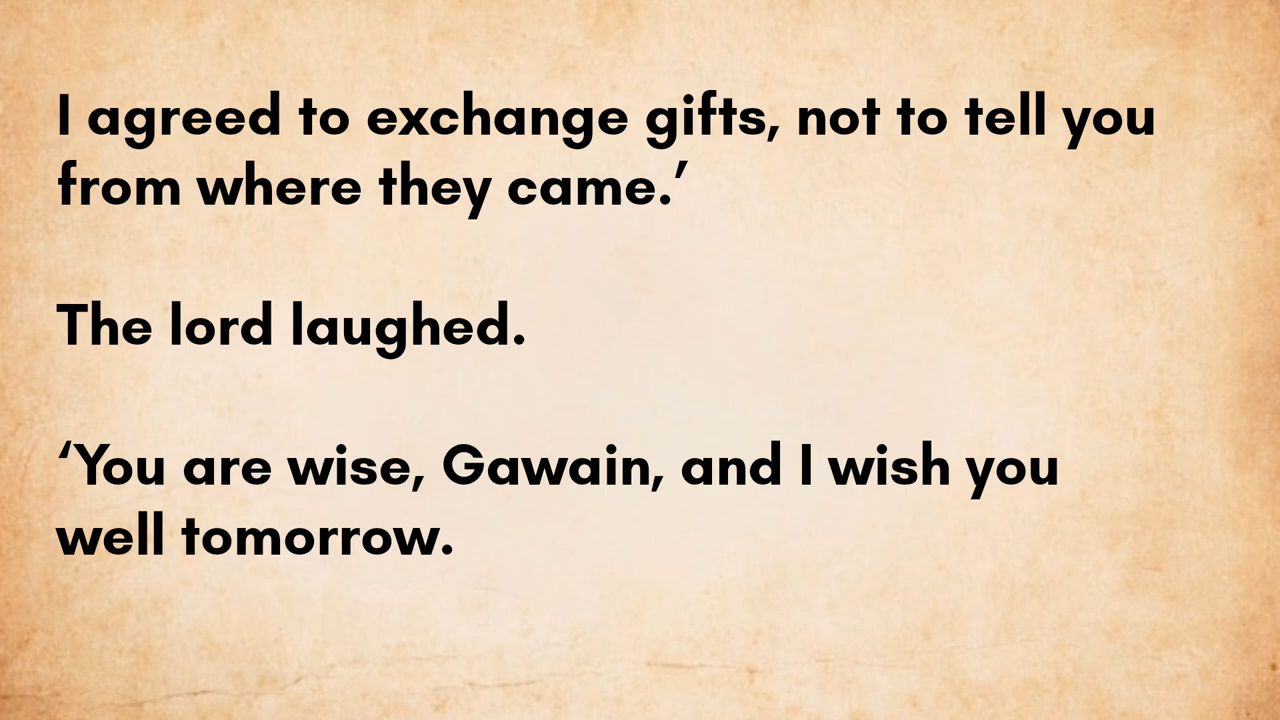 I agreed to exchange gifts, not to tell you
from where they came.’
The lord laughed.
‘You are wise, Gawain, and I wish you
well tomorrow.